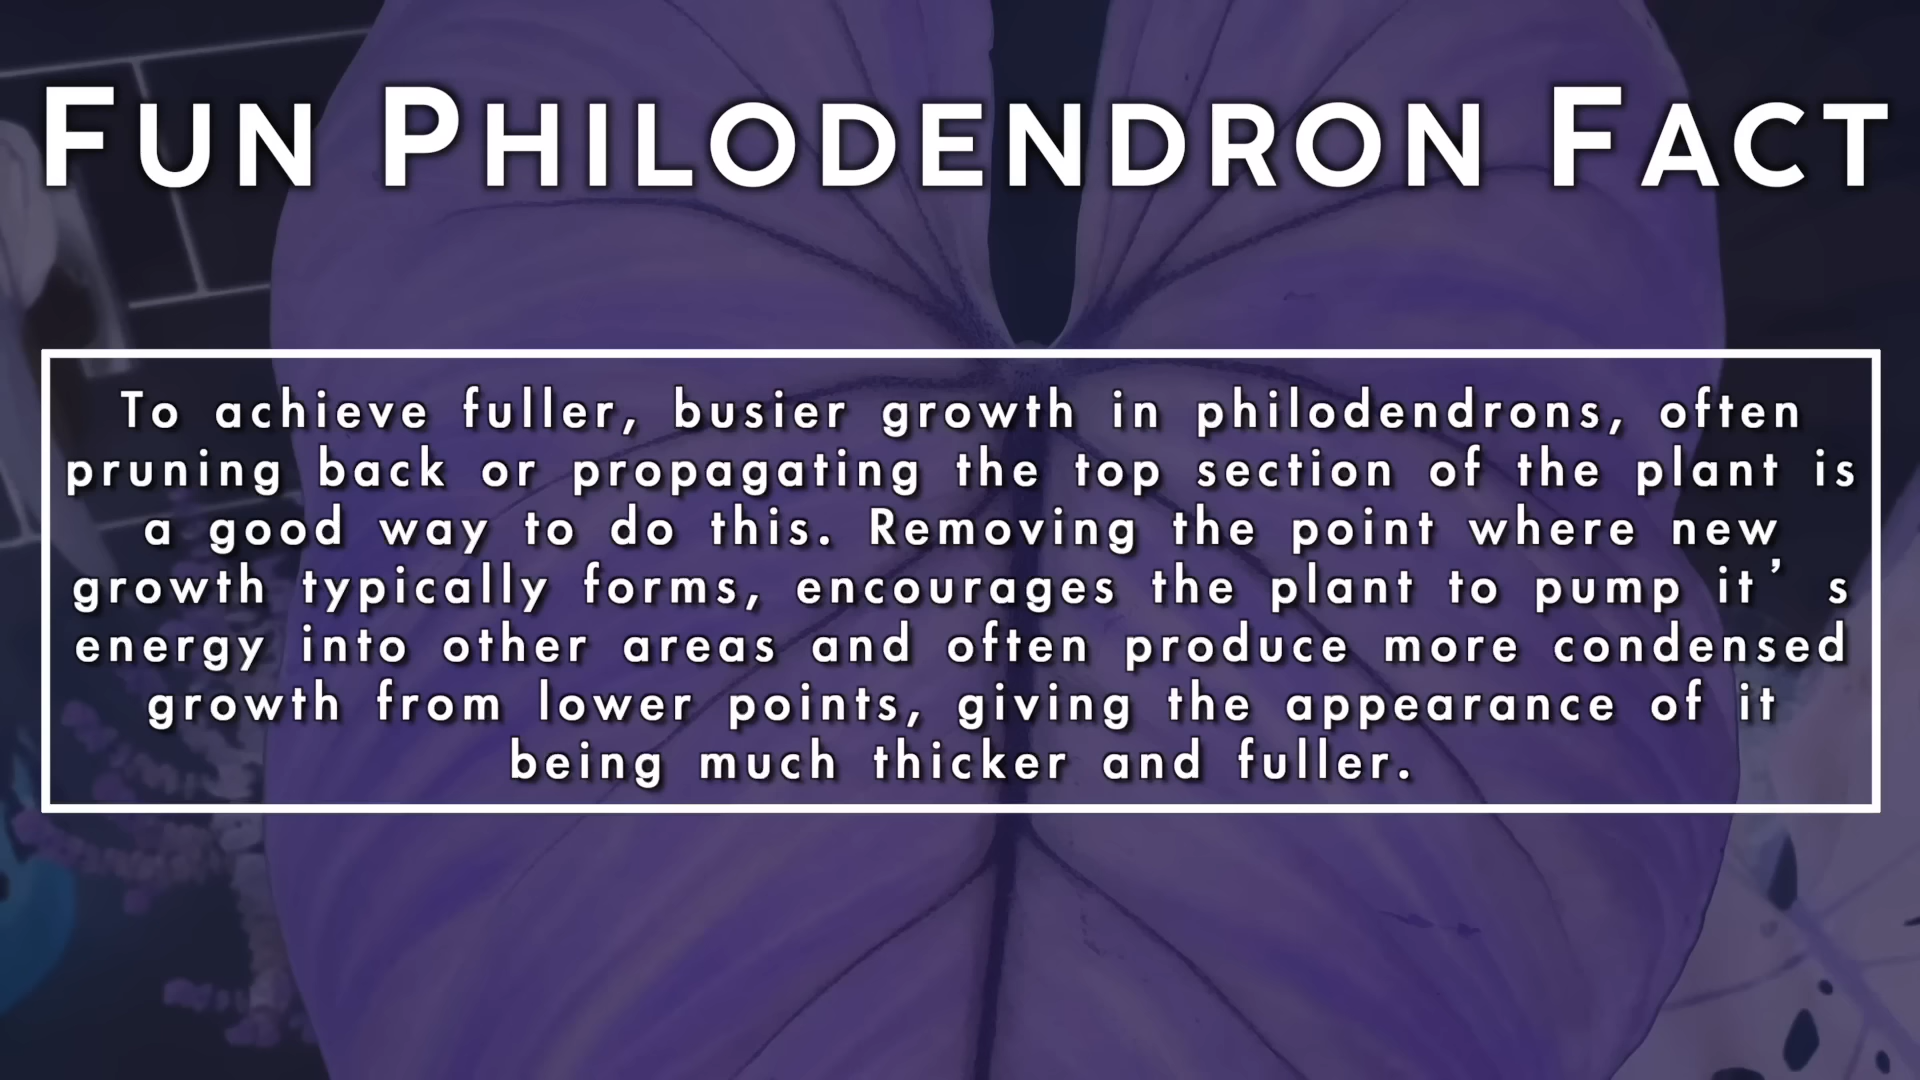 FUN PHILODENDRON FACT
To achieve fuller, busier growth in philodendrons, often
pruning back or propagating the top section of the plant is
a good way to do this. Removing the point where new
growth typically forms, encourages the plant to pump it’s
energy into other areas and often produce more condensed
growth from lower points, giving the appearance of it
being much thicker and fuller.